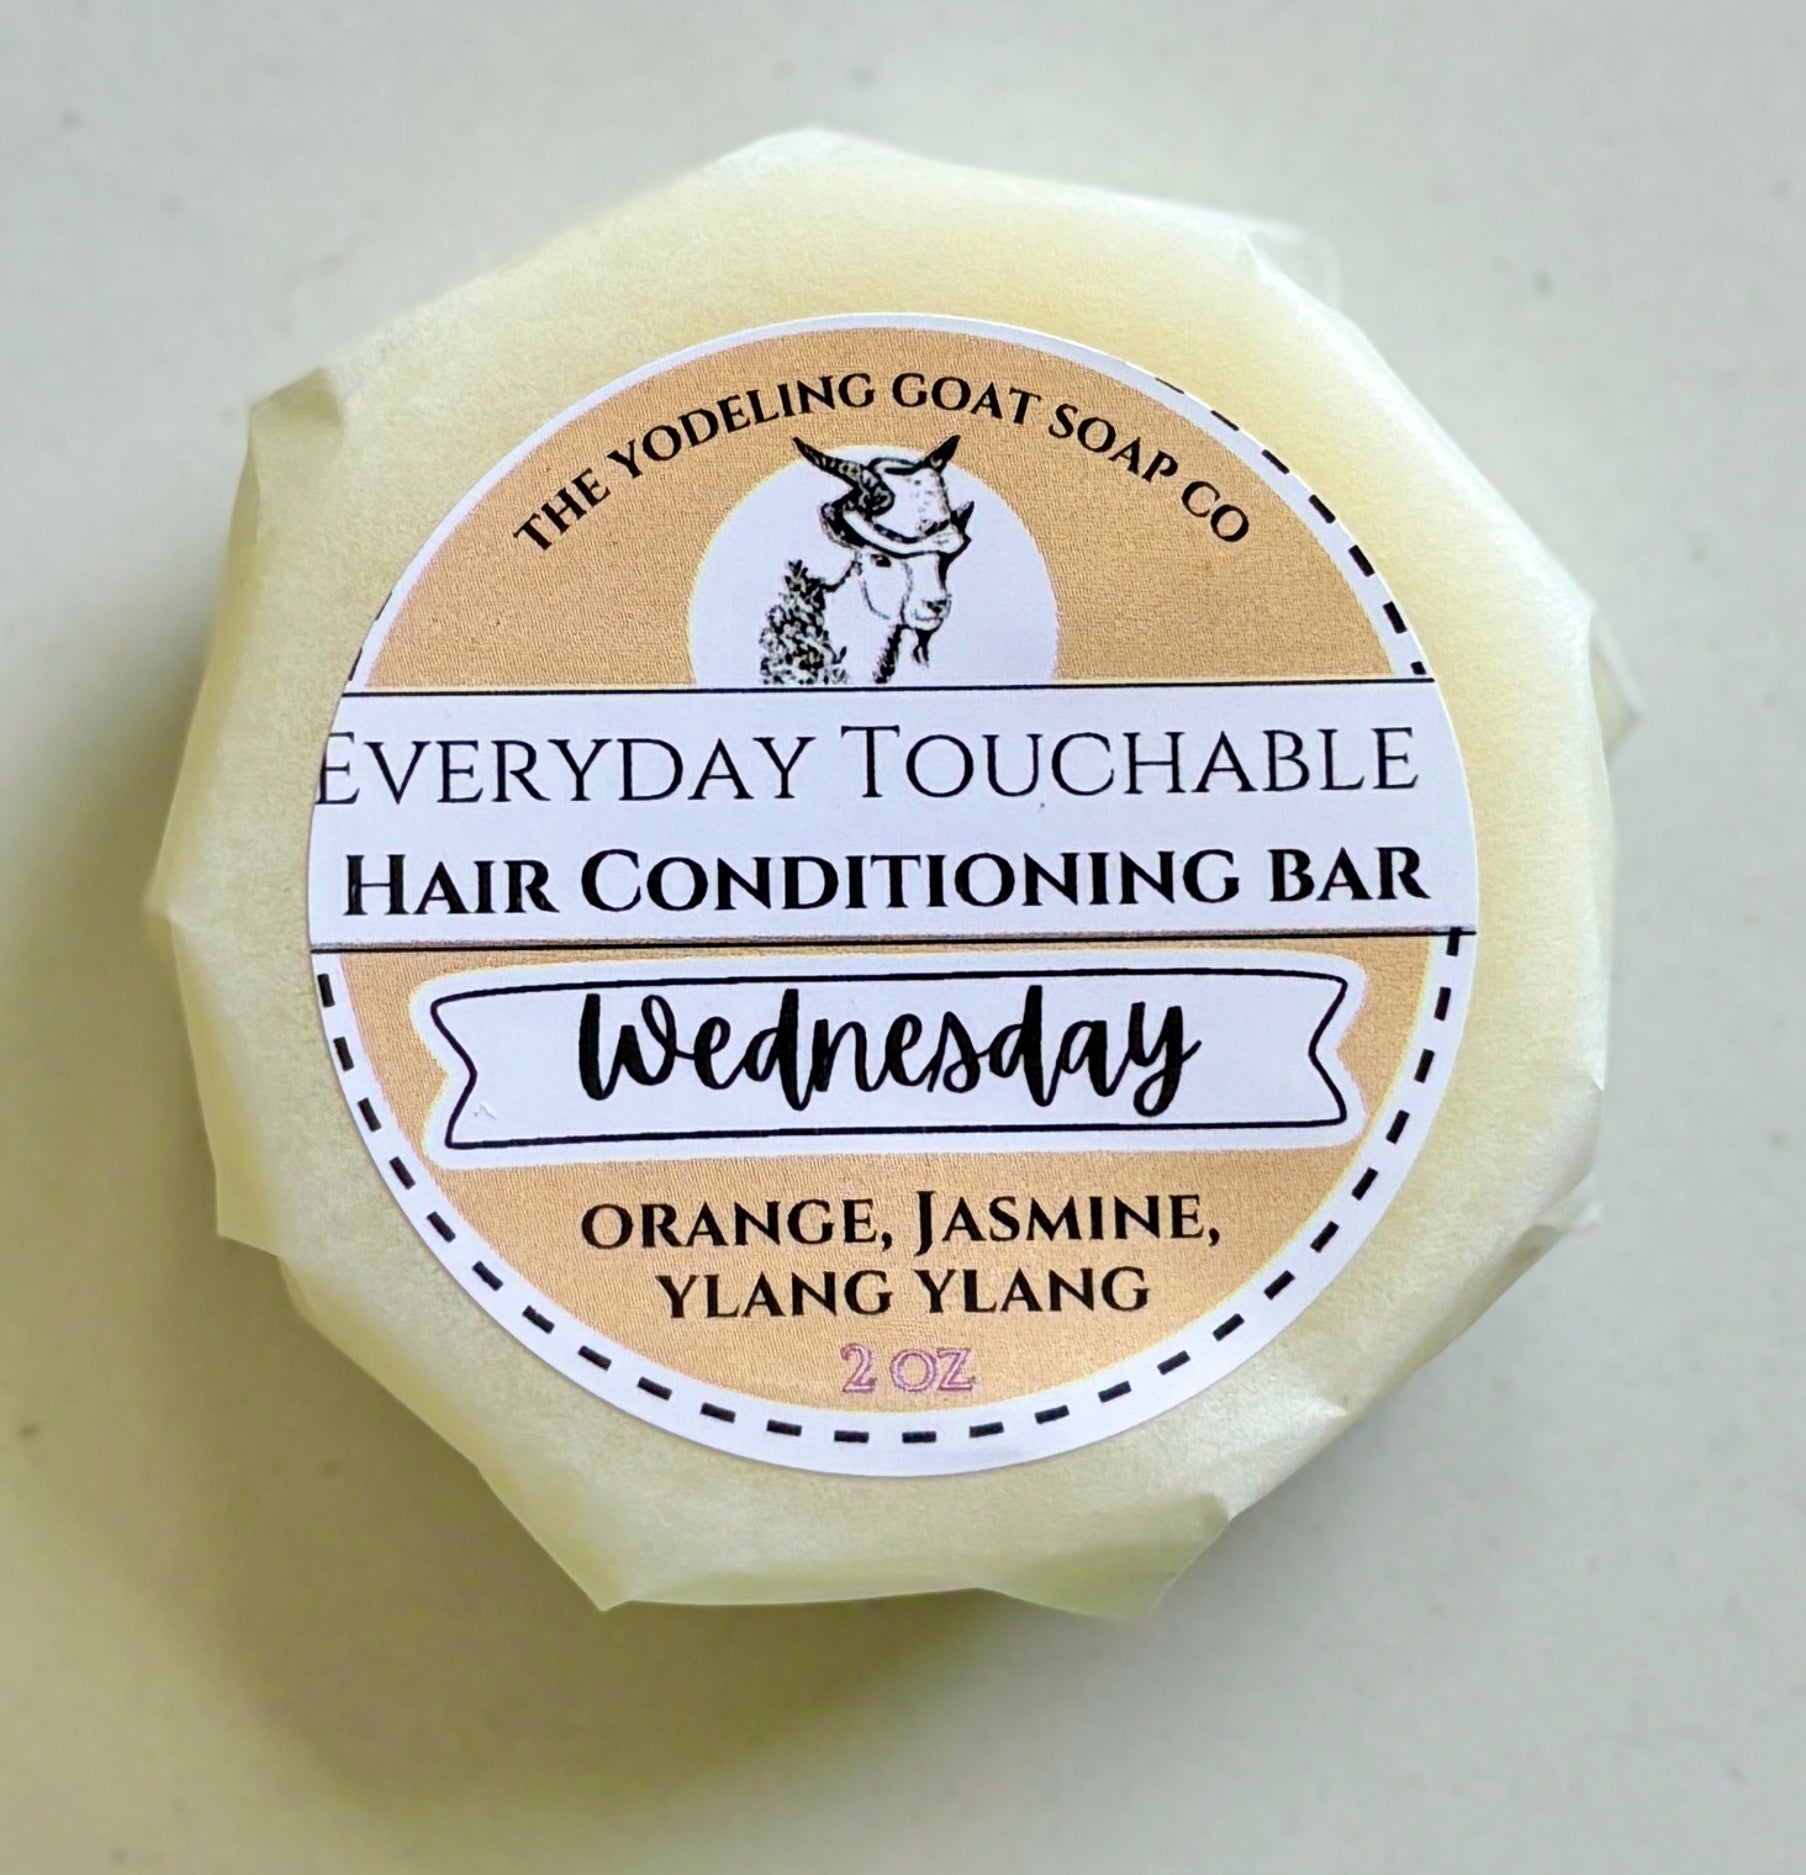 THE YODELING GOAT SOAP CO
EVERYDAY TOUCHABLE
HAIR CONDITIONING BAR
Wednesday
ORANGE, JASMINE,
YLANG YLANG
2 OZ